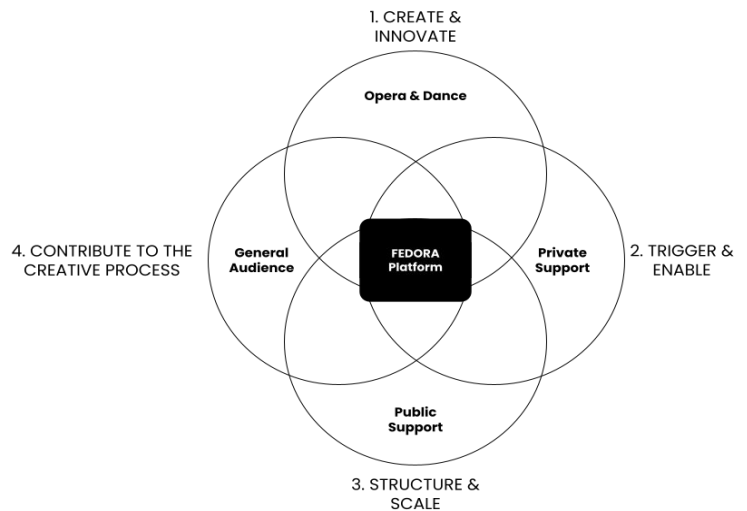 1. CREATE &
INNOVATE
Opera & Dance
4. CONTRIBUTE TO THE
CREATIVE PROCESS
General
Audience
FEDORA
Platform
Private
Support
2. TRIGGER &
ENABLE
Public
Support
3. STRUCTURE &
SCALE